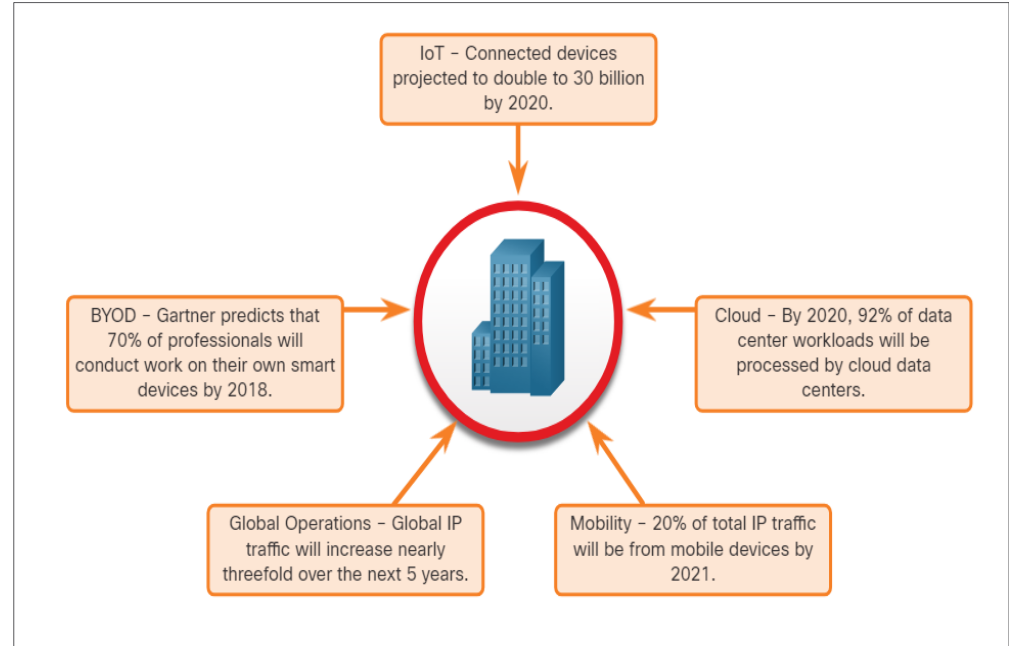 IoT – Connected devices
projected to double to 30 billion
by 2020.
BYOD – Gartner predicts that
70% of professionals will
conduct work on their own smart
devices by 2018.
Cloud – By 2020, 92% of data
center workloads will be
processed by cloud data
centers.
Global Operations – Global IP
traffic will increase nearly
threefold over the next 5 years.
Mobility – 20% of total IP traffic
will be from mobile devices by
2021.